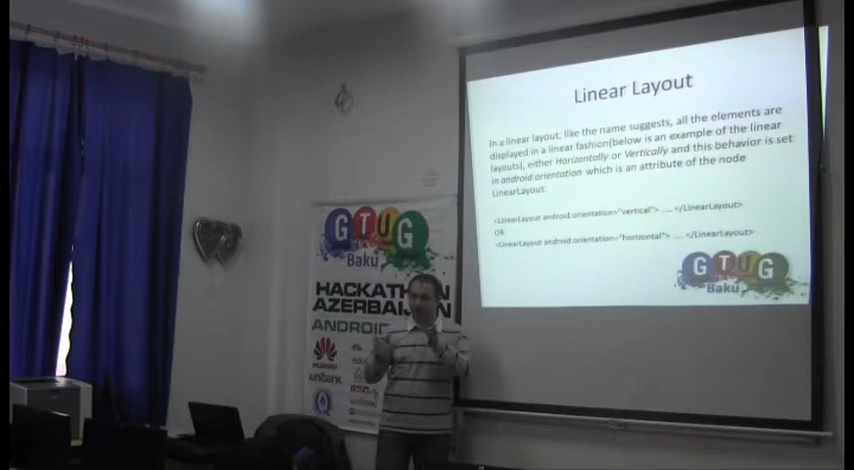 Linear Layout
In a linear layout, like the name suggests, all the elements are
displayed in a linear fashion(below is an example of the linear
layouts), either Horizontally or Vertically and this behavior is set
in android:orientation which is an attribute of the node
LinearLayout.
<LinearLayout android:orientation="vertical"> .... </LinearLayout>
OR
<LinearLayout android:orientation="horizontal"> .... </LinearLayout>
GTUG
Baku
GTUG
Baku
HACKATHON
AZERBAIJAN
ANDROID
HUAWEI
unibank